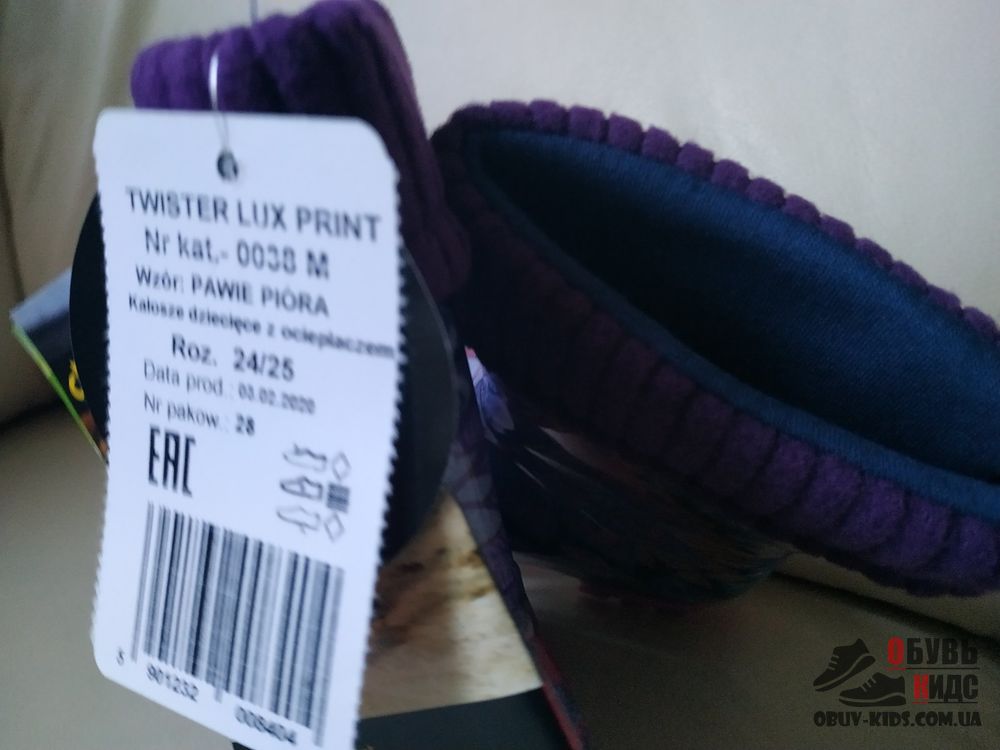 TWISTER LUX PRINT
Nr kat.- 0038 M
Wzór: PAWIE PIÓRA
Kalosze dziecięce z ociepłaczem
Roz. 24/25
Data prod.: 03.02.2020
Nr pakow.: 28
EAC
5 901232 008404
ОБУВЬ
КИДС
OBUV-KIDS.COM.UA